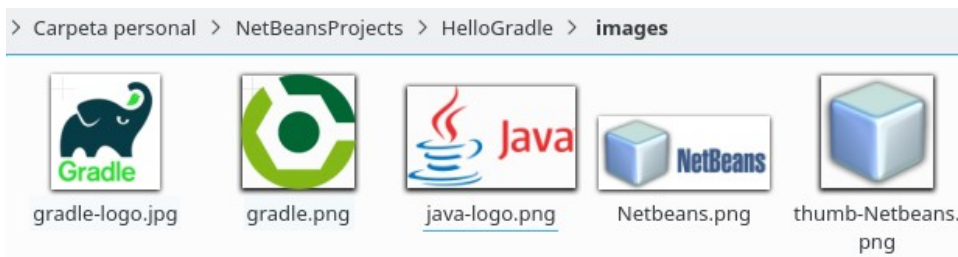 > Carpeta personal > NetBeansProjects > HelloGradle > images
Gradle
Java
NetBeans
gradle-logo.jpg
gradle.png
java-logo.png
Netbeans.png
thumb-Netbeans.
png